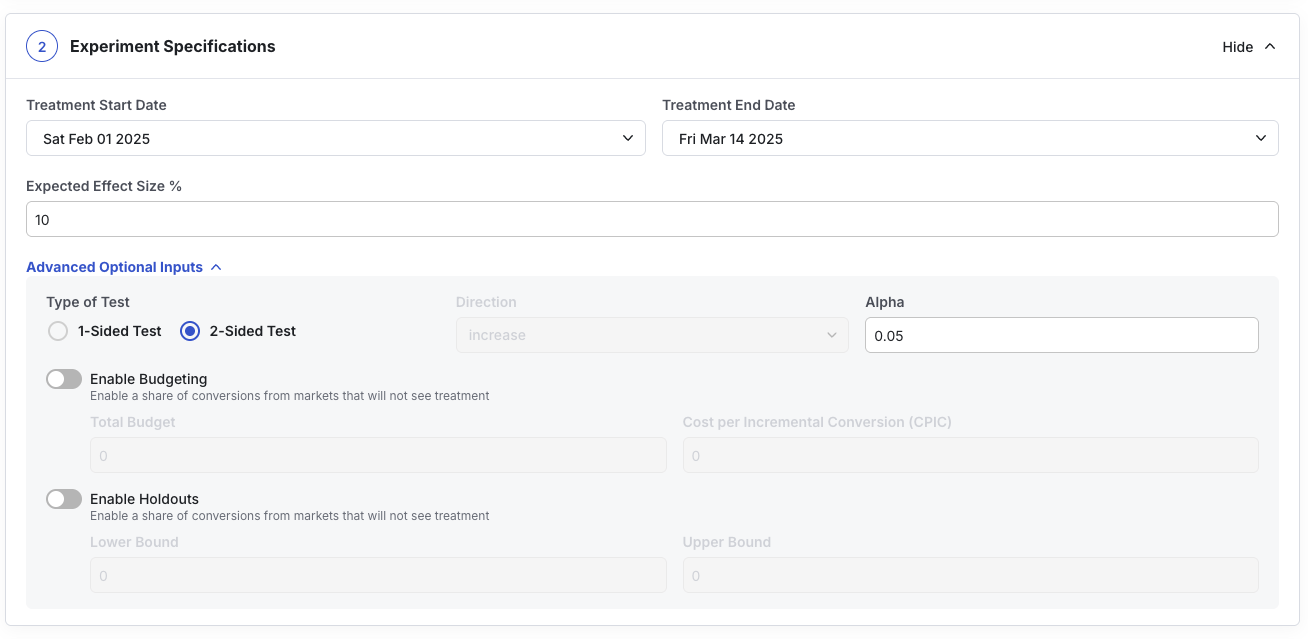 2 Experiment Specifications Hide
Treatment Start Date Treatment End Date
Sat Feb 01 2025 Fri Mar 14 2025
Expected Effect Size %
10
Advanced Optional Inputs
Type of Test Direction Alpha
1-Sided Test 2-Sided Test increase 0.05
Enable Budgeting
Enable a share of conversions from markets that will not see treatment
Total Budget Cost per Incremental Conversion (CPIC)
0 0
Enable Holdouts
Enable a share of conversions from markets that will not see treatment
Lower Bound Upper Bound
0 0